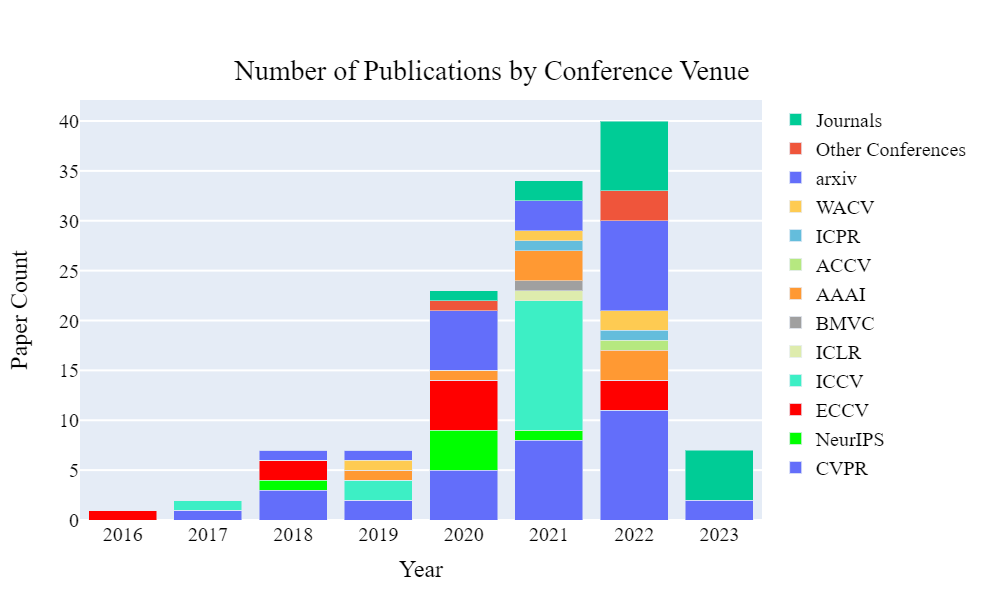 Number of Publications by Conference Venue
Paper Count
40
35
30
25
20
15
10
5
0
2016 2017 2018 2019 2020 2021 2022 2023
Year
Journals
Other Conferences
arxiv
WACV
ICPR
ACCV
AAAI
BMVC
ICLR
ICCV
ECCV
NeurIPS
CVPR